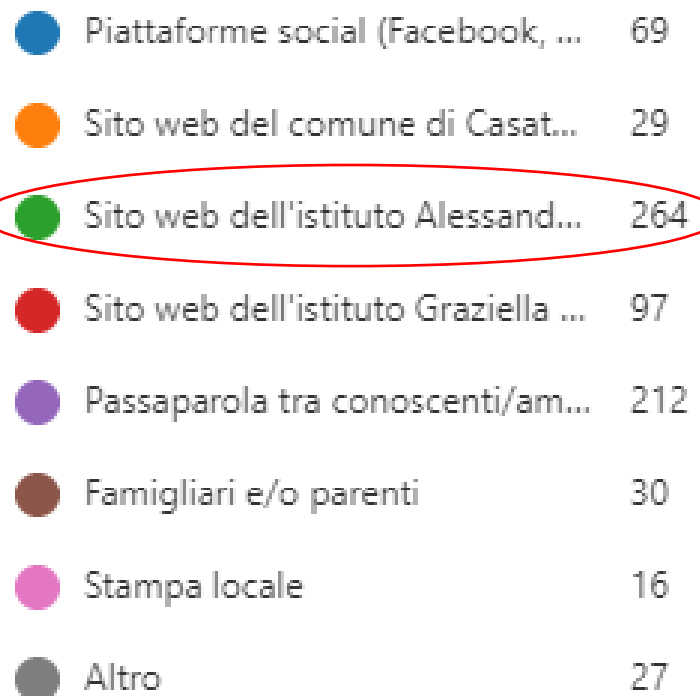 Piattaforme social (Facebook, ... 69
Sito web del comune di Casat... 29
Sito web dell'istituto Alessand... 264
Sito web dell'istituto Graziella ... 97
Passaparola tra conoscenti/am... 212
Famigliari e/o parenti 30
Stampa locale 16
Altro 27